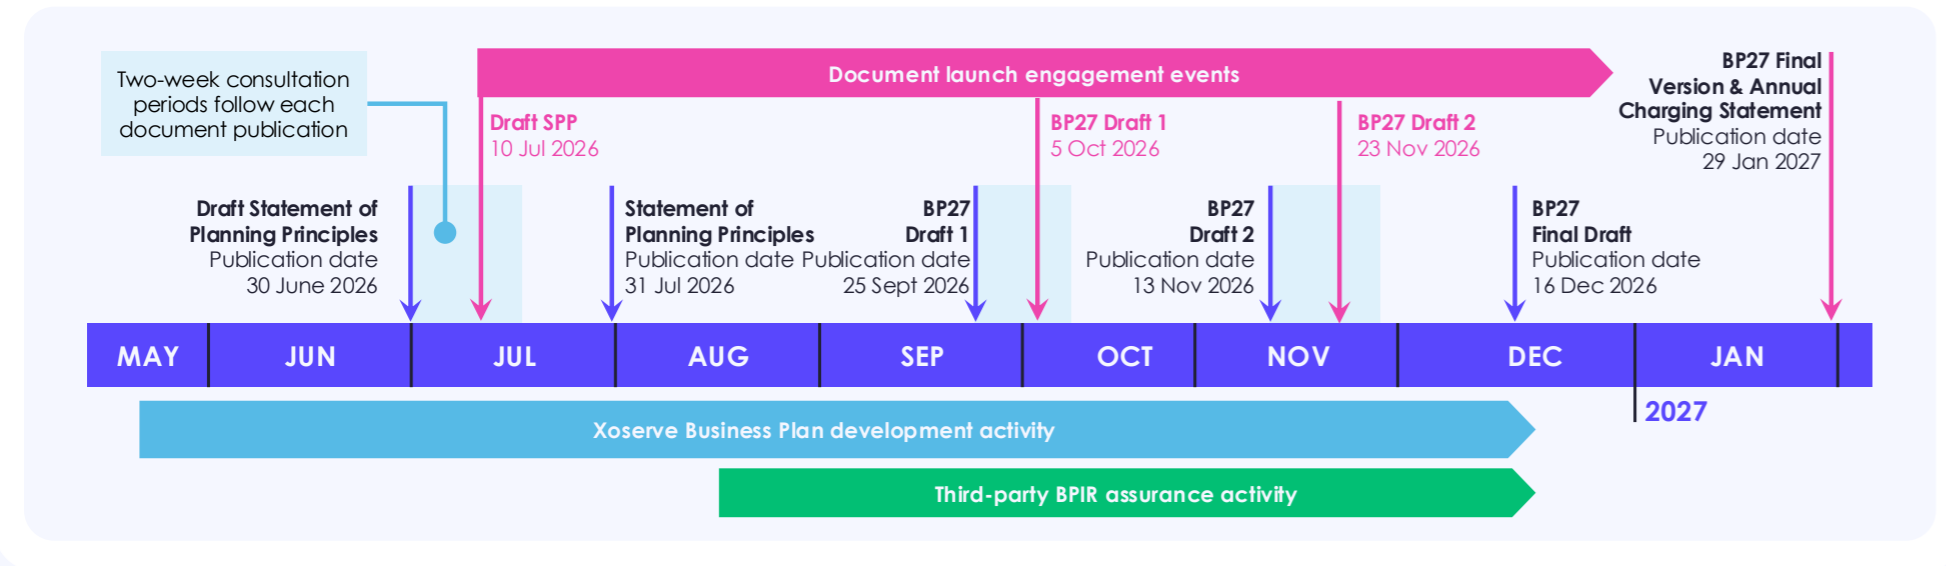 Two-week consultation
periods follow each
document publication
Document launch engagement events
BP27 Final
Version & Annual
Charging Statement
Publication date
29 Jan 2027
Draft SPP
10 Jul 2026
BP27 Draft 1
5 Oct 2026
BP27 Draft 2
23 Nov 2026
Draft Statement of
Planning Principles
Publication date
30 June 2026
Statement of
Planning Principles
Publication date
31 Jul 2026
BP27
Draft 1
Publication date
25 Sept 2026
BP27
Draft 2
Publication date
13 Nov 2026
BP27
Final Draft
Publication date
16 Dec 2026
MAY JUN JUL AUG SEP OCT NOV DEC JAN
2027
Xoserve Business Plan development activity
Third-party BPIR assurance activity